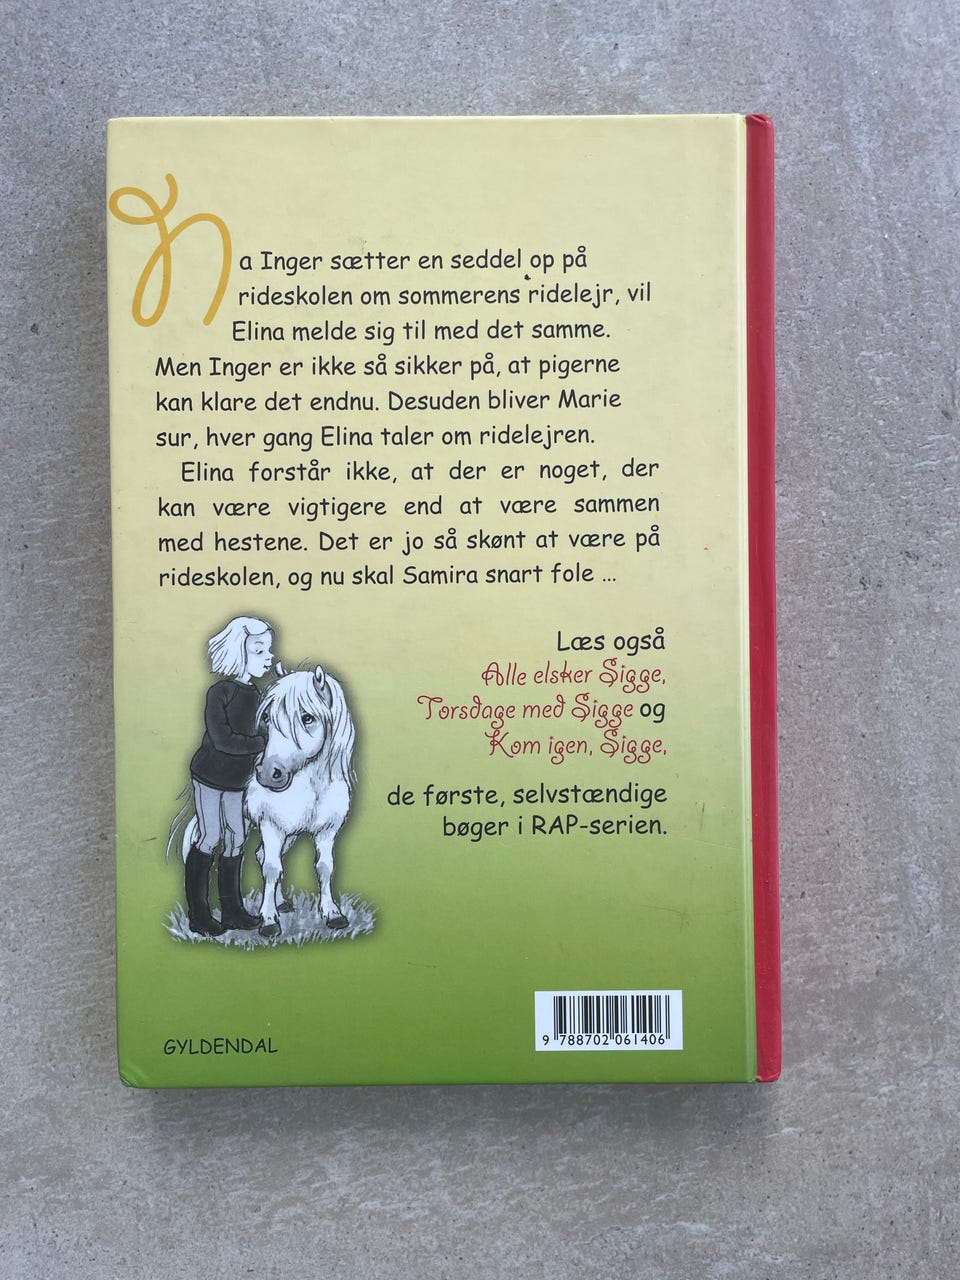 Da Inger sætter en seddel op på
rideskolen om sommerens ridelejr, vil
Elina melde sig til med det samme.
Men Inger er ikke så sikker på, at pigerne
kan klare det endnu. Desuden bliver Marie
sur, hver gang Elina taler om ridelejren.
Elina forstår ikke, at der er noget, der
kan være vigtigere end at være sammen
med hestene. Det er jo så skønt at være på
rideskolen, og nu skal Samira snart fole ...
Læs også
Alle elsker Sigge,
Torsdage med Sigge og
Kom igen, Sigge,
de første, selvstændige
bøger i RAP-serien.
GYLDENDAL
9 788702 061406